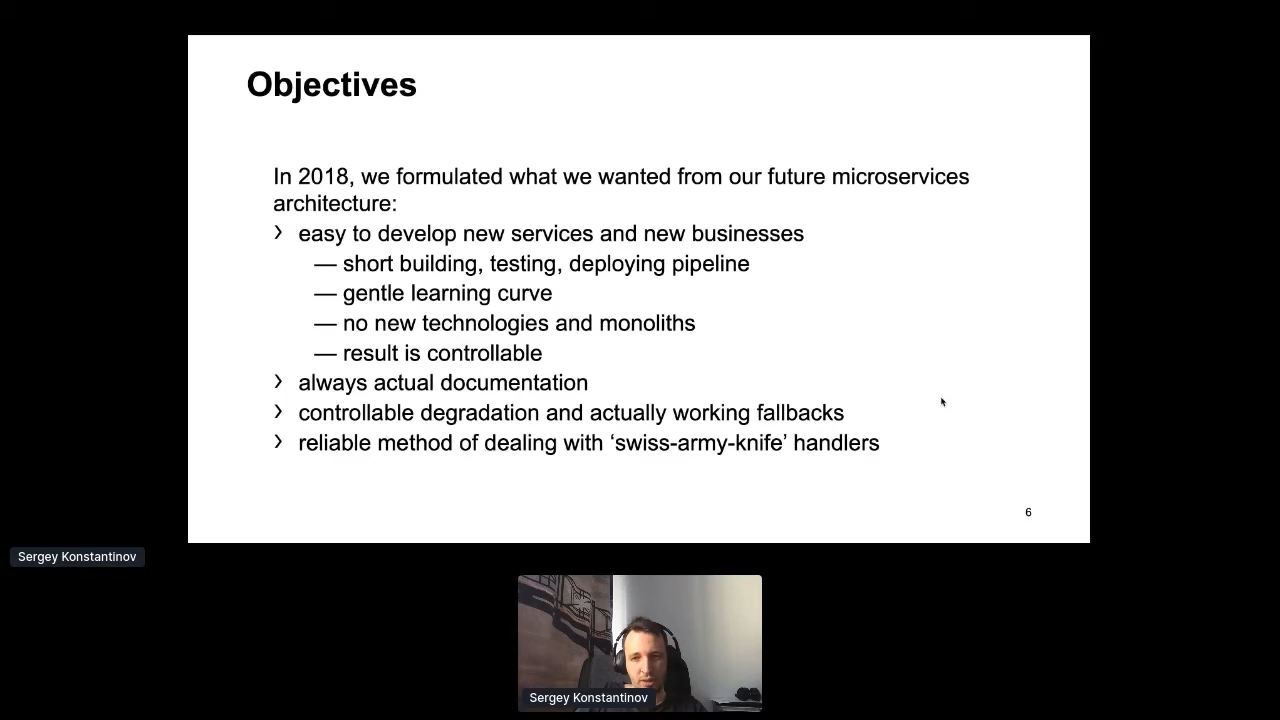 Objectives
In 2018, we formulated what we wanted from our future microservices
architecture:
› easy to develop new services and new businesses
— short building, testing, deploying pipeline
— gentle learning curve
— no new technologies and monoliths
— result is controllable
› always actual documentation
› controllable degradation and actually working fallbacks
› reliable method of dealing with ‘swiss-army-knife’ handlers
6
Sergey Konstantinov
Sergey Konstantinov